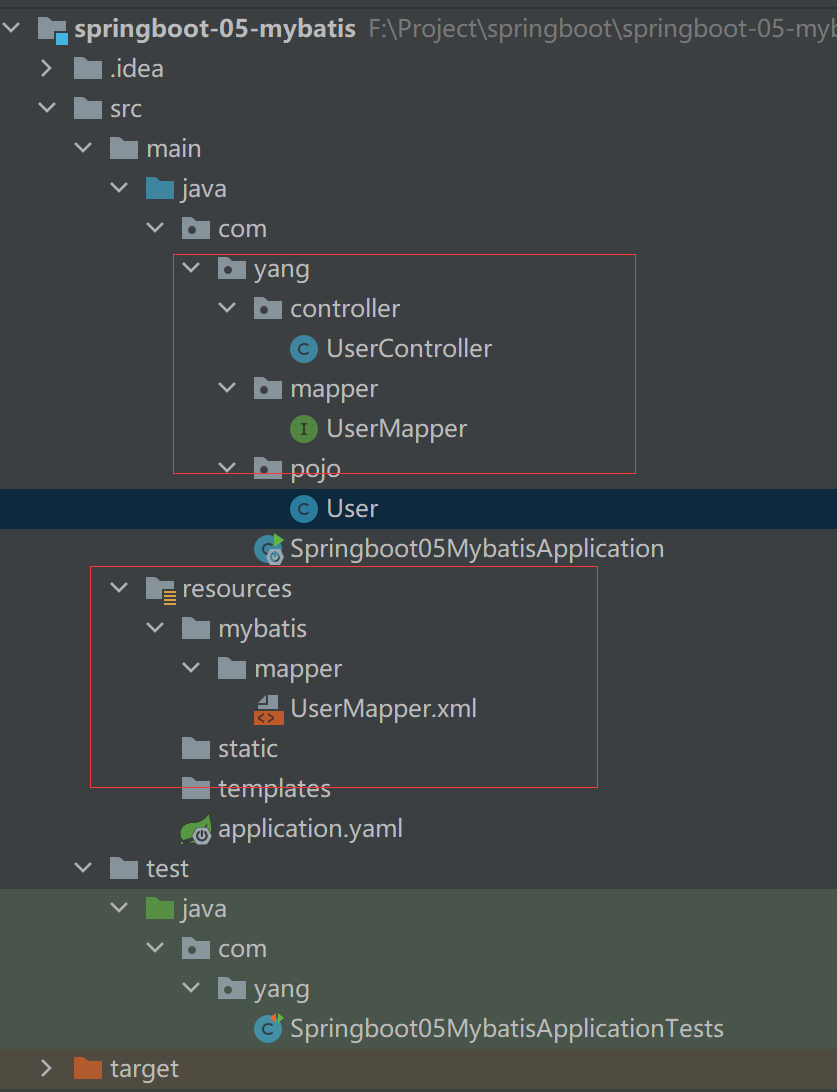 springboot-05-mybatis F:\Project\springboot\springboot-05-myb
.idea
src
main
java
com
yang
controller
UserController
mapper
UserMapper
pojo
User
Springboot05MybatisApplication
resources
mybatis
mapper
UserMapper.xml
static
templates
application.yaml
test
java
com
yang
Springboot05MybatisApplicationTests
target